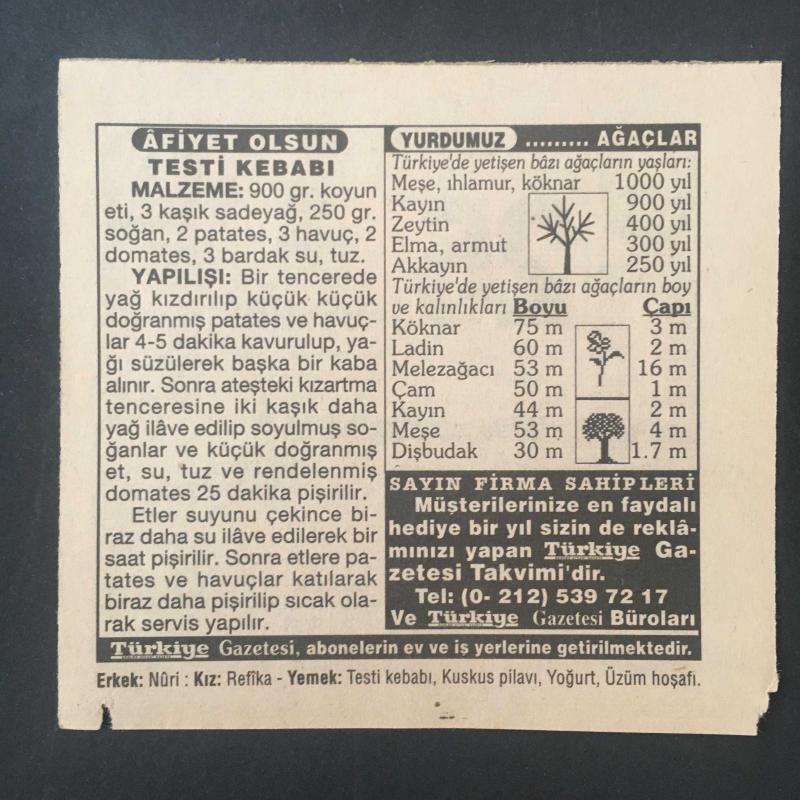 ÂFİYET OLSUN
TESTİ KEBABI
MALZEME: 900 gr. koyun
eti, 3 kaşık sadeyağ, 250 gr.
soğan, 2 patates, 3 havuç, 2
domates, 3 bardak su, tuz.
YAPILIŞI: Bir tencerede
yağ kızdırılıp küçük küçük
doğranmış patates ve havuç-
lar 4-5 dakika kavurulup, ya-
ğı süzülerek başka bir kaba
alınır. Sonra ateşteki kızartma
tenceresine iki kaşık daha
yağ ilâve edilip soyulmuş so-
ğanlar ve küçük doğranmış
et, su, tuz ve rendelenmiş
domates 25 dakika pişirilir.
Etler suyunu çekince bi-
raz daha su ilâve edilerek bir
saat pişirilir. Sonra etlere pa-
tates ve havuçlar katılarak
biraz daha pişirilip sıcak ola-
rak servis yapılır.
YURDUMUZ ......... AĞAÇLAR
Türkiye'de yetişen bâzı ağaçların yaşları:
Meşe, ıhlamur, köknar 1000 yıl
Kayın 900 yıl
Zeytin 400 yıl
Elma, armut 300 yıl
Akkayın 250 yıl
Türkiye'de yetişen bâzı ağaçların boy
ve kalınlıkları Boyu Çapı
Köknar 75 m 3 m
Ladin 60 m 2 m
Melezağacı 53 m 16 m
Çam 50 m 1 m
Kayın 44 m 2 m
Meşe 53 m 4 m
Dişbudak 30 m 1.7 m
SAYIN FİRMA SAHİPLERİ
Müşterilerinize en faydalı
hediye bir yıl sizin de reklâ-
mınızı yapan Türkiye Ga-
zetesi Takvimi'dir.
Tel: (0- 212) 539 72 17
Ve Türkiye Gazetesi Büroları
Türkiye Gazetesi, abonelerin ev ve iş yerlerine getirilmektedir.
Erkek: Nûri : Kız: Refîka - Yemek: Testi kebabı, Kuskus pilavı, Yoğurt, Üzüm hoşafı.